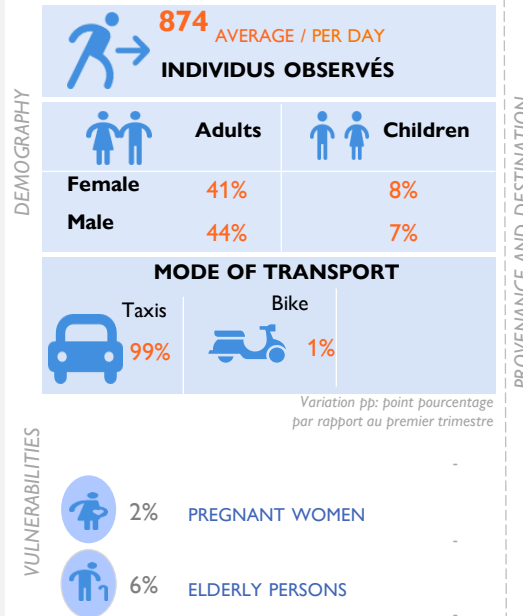 874 AVERAGE / PER DAY
INDIVIDUS OBSERVÉS
DEMOGRAPHY
Adults Children
Female 41% 8%
Male 44% 7%
MODE OF TRANSPORT
Taxis Bike
99% 1%
Variation pp: point pourcentage
par rapport au premier trimestre
VULNERABILITIES
-
2% PREGNANT WOMEN
-
6% ELDERLY PERSONS
-
PROVENANCE AND DESTINATION